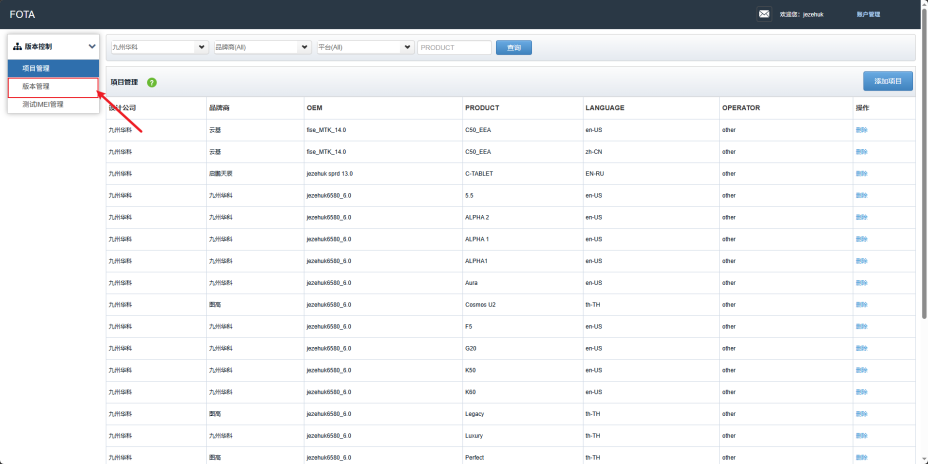 FOTA
欢迎您：jezehuk 账户管理
版本控制
项目管理
版本管理
测试IMEI管理
九州华科 品牌商(All) 平台(All) PRODUCT 查询
项目管理 ? 添加项目
设计公司 品牌商 OEM PRODUCT LANGUAGE OPERATOR 操作
九州华科 云基 fise_MTK_14.0 C50_EEA en-US other 删除
九州华科 云基 fise_MTK_14.0 C50_EEA zh-CN other 删除
九州华科 jezehuk sprd 13.0 C-TABLET EN-RU other 删除
九州华科 九州华科 jezehuk6580_6.0 5.5 en-US other 删除
九州华科 九州华科 jezehuk6580_6.0 ALPHA 2 en-US other 删除
九州华科 九州华科 jezehuk6580_6.0 ALPHA 1 en-US other 删除
九州华科 九州华科 jezehuk6580_6.0 ALPHA1 en-US other 删除
九州华科 九州华科 jezehuk6580_6.0 Aura en-US other 删除
九州华科 图高 jezehuk6580_6.0 Cosmos U2 th-TH other 删除
九州华科 九州华科 jezehuk6580_6.0 F5 en-US other 删除
九州华科 九州华科 jezehuk6580_6.0 G20 en-US other 删除
九州华科 九州华科 jezehuk6580_6.0 K50 en-US other 删除
九州华科 九州华科 jezehuk6580_6.0 K60 en-US other 删除
九州华科 图高 jezehuk6580_6.0 Legacy th-TH other 删除
九州华科 九州华科 jezehuk6580_6.0 Luxury th-TH other 删除
九州华科 图高 jezehuk6580_6.0 Perfect th-TH other 删除